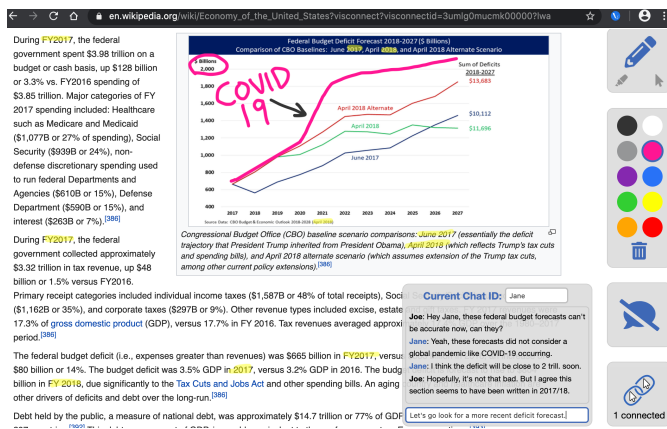 en.wikipedia.org/wiki/Economy_of_the_United_States?visconnect?visconnectid=3umlg0mucmk00000?lwa
During FY2017, the federal
government spent $3.98 trillion on a
budget or cash basis, up $128 billion
or 3.3% vs. FY2016 spending of
$3.85 trillion. Major categories of FY
2017 spending included: Healthcare
such as Medicare and Medicaid
($1,077B or 27% of spending), Social
Security ($939B or 24%), non-
defense discretionary spending used
to run federal Departments and
Agencies ($610B or 15%), Defense
Department ($590B or 15%), and
interest ($263B or 7%).[386]
During FY2017, the federal
government collected approximately
$3.32 trillion in tax revenue, up $48
billion or 1.5% versus FY2016.
Primary receipt categories included individual income taxes ($1,587B or 48% of total receipts), Social
($1,162B or 35%), and corporate taxes ($297B or 9%). Other revenue types included excise, estate
17.3% of gross domestic product (GDP), versus 17.7% in FY 2016. Tax revenues averaged approxi
period.[386]
The federal budget deficit (i.e., expenses greater than revenues) was $665 billion in FY2017, versus
$80 billion or 14%. The budget deficit was 3.5% GDP in 2017, versus 3.2% GDP in 2016. The budg
billion in FY 2018, due significantly to the Tax Cuts and Jobs Act and other spending bills. An aging
other drivers of deficits and debt over the long-run.[386]
Debt held by the public, a measure of national debt, was approximately $14.7 trillion or 77% of GDP
Federal Budget Deficit Forecast 2018-2027 [$ Billions]
Comparison of CBO Baselines: June 2017, April 2018, and April 2018 Alternate Scenario
$ Billions
2,000
1,800
1,600
1,400
1,200
1,000
800
600
400
COVID
19
Sum of Deficits
2018-2027
$13,683
$10,112
$11,696
April 2018 Alternate
April 2018
June 2017
2017 2018 2019 2020 2021 2022 2023 2024 2025 2026 2027
Source Data: CBO Budget & Economic Outlook 2018-2028 (April 2018)
Congressional Budget Office (CBO) baseline scenario comparisons: June 2017 (essentially the deficit
trajectory that President Trump inherited from President Obama), April 2018 (which reflects Trump's tax cuts
and spending bills), and April 2018 alternate scenario (which assumes extension of the Trump tax cuts,
among other current policy extensions).[386]
Current Chat ID: Jane
Joe: Hey Jane, these federal budget forecasts can't
be accurate now, can they?
Jane: Yeah, these forecasts did not consider a
global pandemic like COVID-19 occurring.
Jane: I think the deficit will be close to 2 trill. soon.
Joe: Hopefully, it's not that bad. But I agree this
section seems to have been written in 2017/18.
Let's go look for a more recent deficit forecast.
1 connected